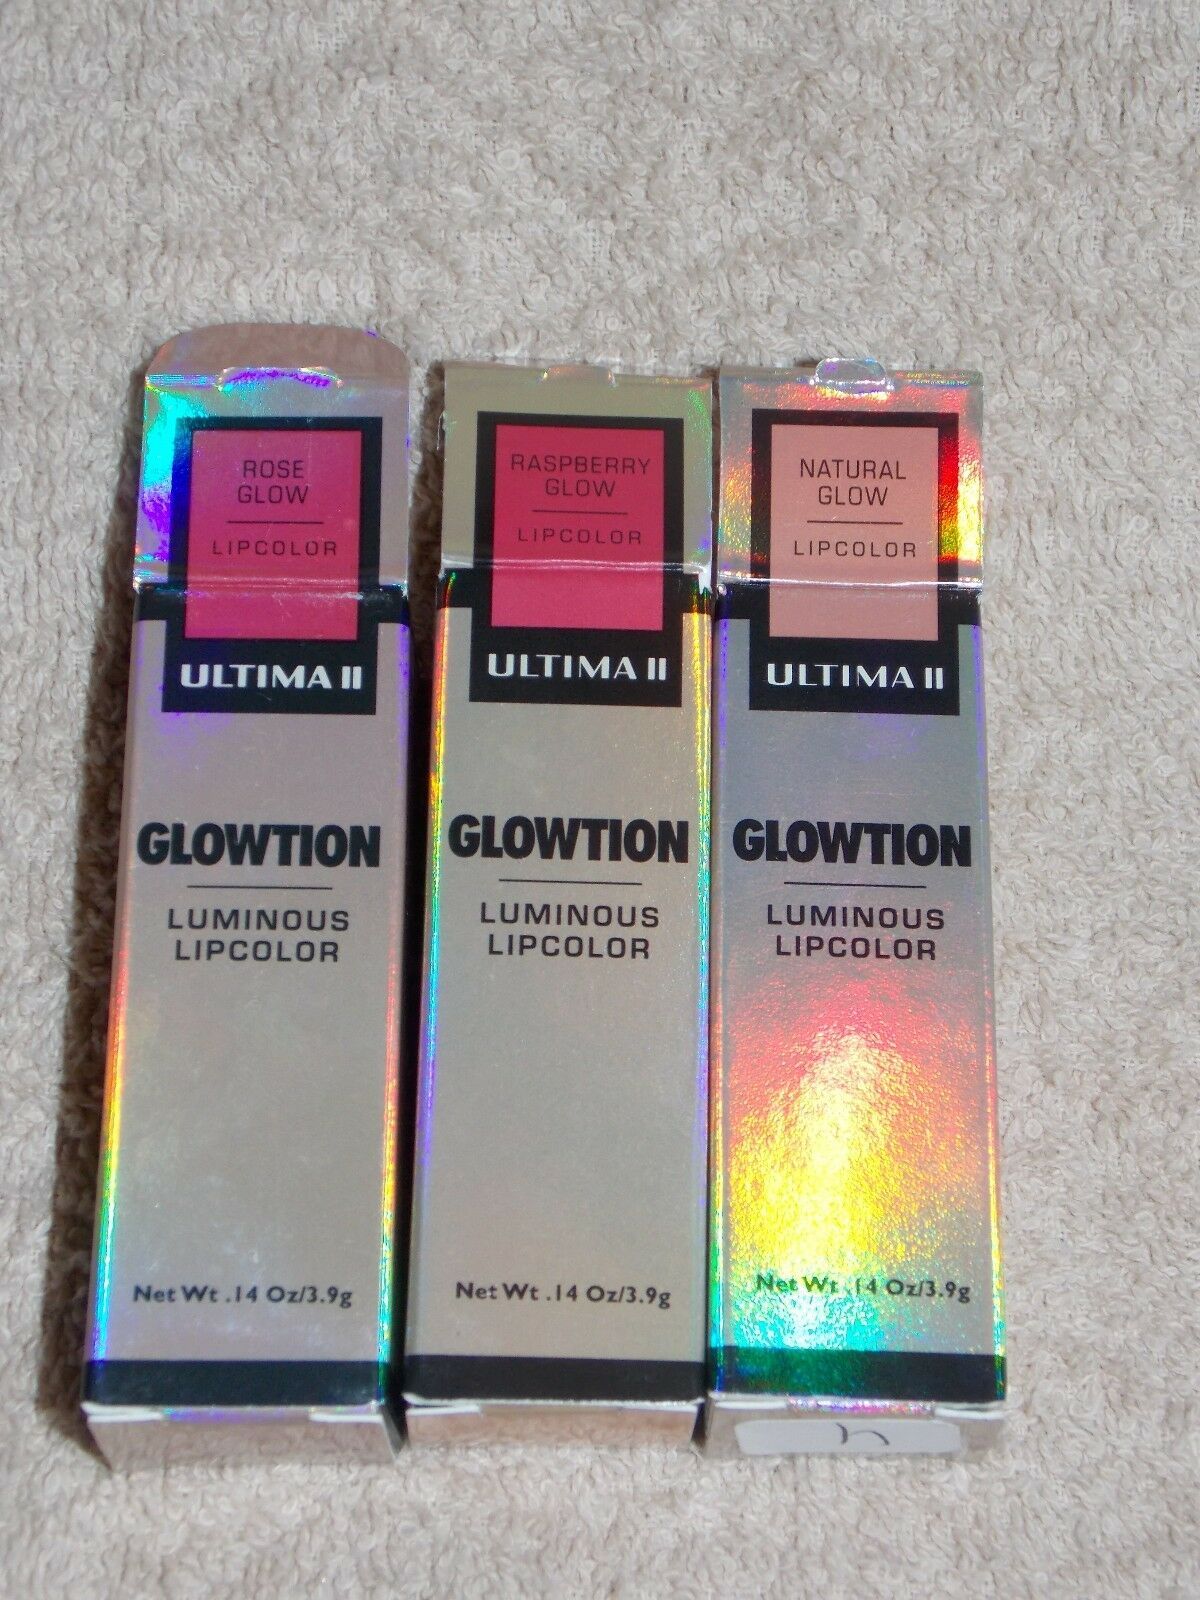 ROSE
GLOW
LIPCOLOR
ULTIMA II
GLOWTION
LUMINOUS
LIPCOLOR
Net Wt .14 Oz/3.9g
RASPBERRY
GLOW
LIPCOLOR
ULTIMA II
GLOWTION
LUMINOUS
LIPCOLOR
Net Wt .14 Oz/3.9g
NATURAL
GLOW
LIPCOLOR
ULTIMA II
GLOWTION
LUMINOUS
LIPCOLOR
Net Wt .14 Oz/3.9g